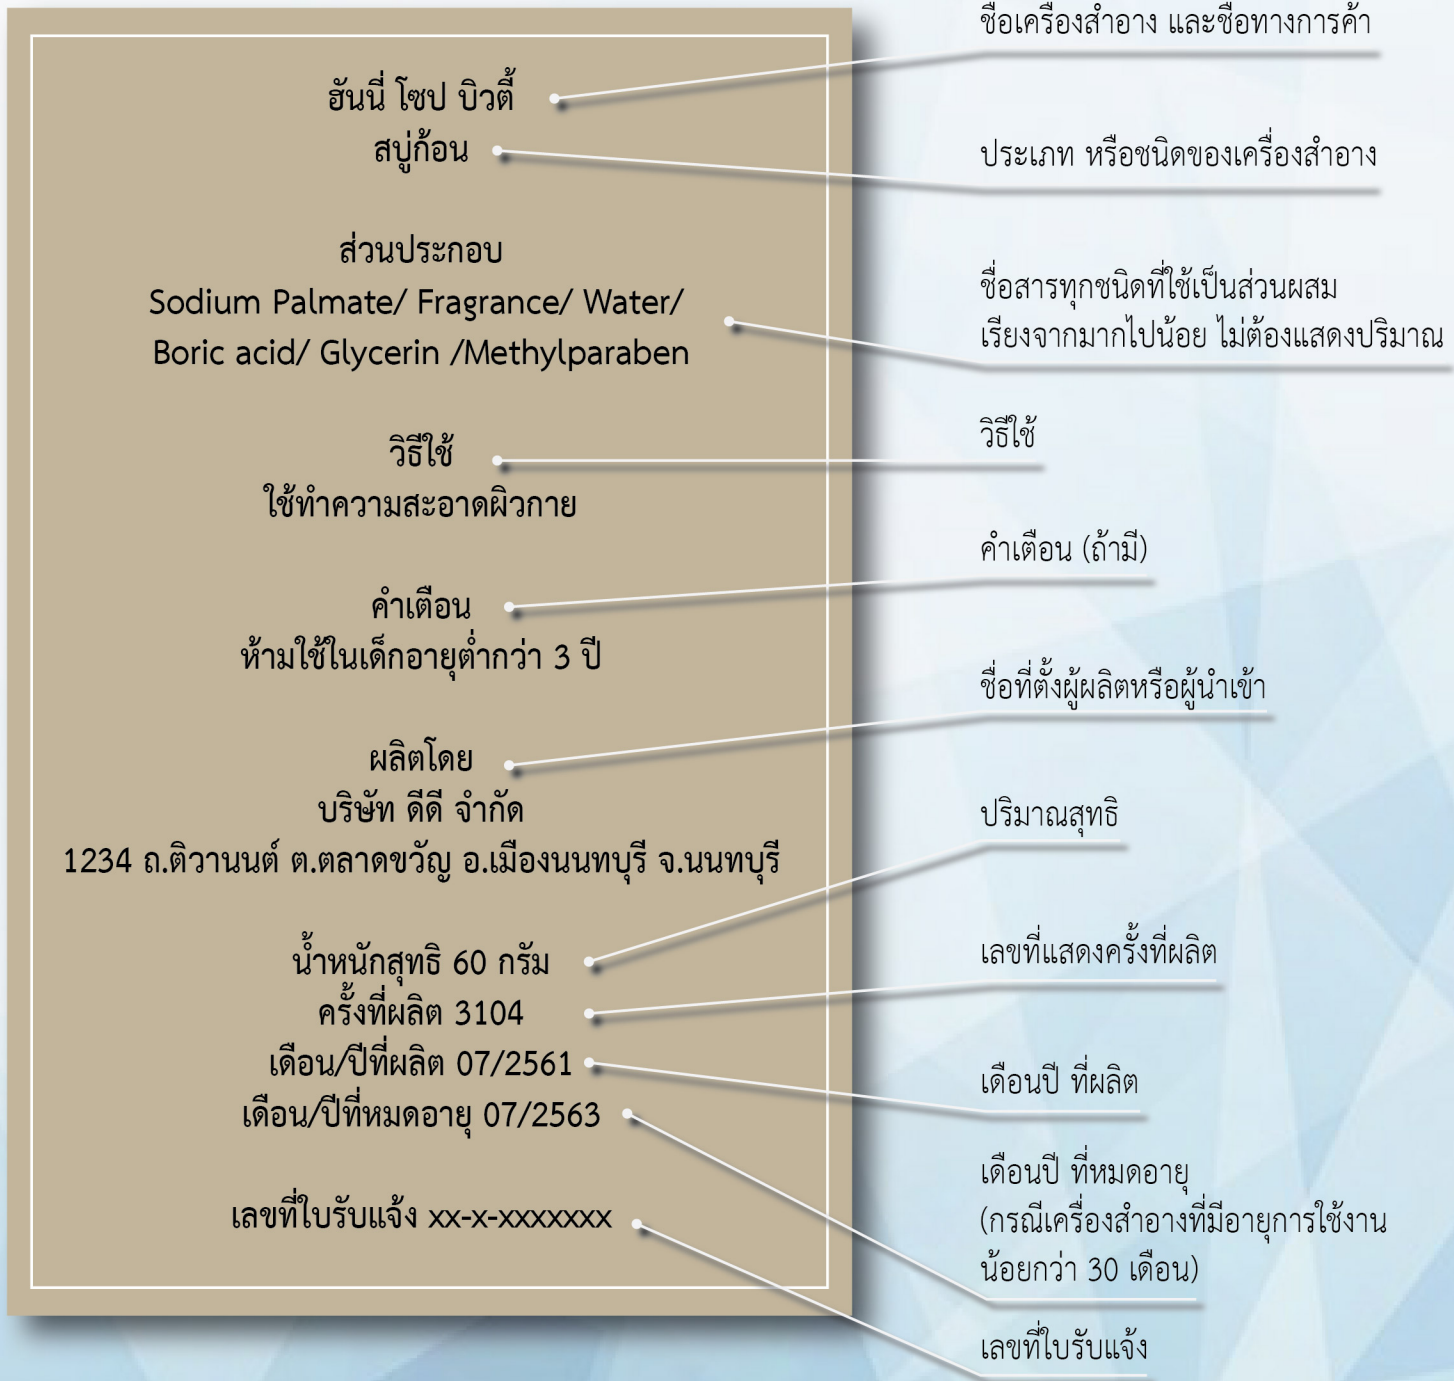 ฮันนี่ โซป บิวตี้
สบู่ก้อน
ส่วนประกอบ
Sodium Palmate/ Fragrance/ Water/
Boric acid/ Glycerin /Methylparaben
วิธีใช้
ใช้ทำความสะอาดผิวกาย
คำเตือน
ห้ามใช้ในเด็กอายุต่ำกว่า 3 ปี
ผลิตโดย
บริษัท ดีดี จำกัด
1234 ถ.ติวานนต์ ต.ตลาดขวัญ อ.เมืองนนทบุรี จ.นนทบุรี
น้ำหนักสุทธิ 60 กรัม
ครั้งที่ผลิต 3104
เดือน/ปีที่ผลิต 07/2561
เดือน/ปีที่หมดอายุ 07/2563
เลขที่ใบรับแจ้ง xx-x-xxxxxxx
ชื่อเครื่องสำอาง และชื่อทางการค้า
ประเภท หรือชนิดของเครื่องสำอาง
ชื่อสารทุกชนิดที่ใช้เป็นส่วนผสม
เรียงจากมากไปน้อย ไม่ต้องแสดงปริมาณ
วิธีใช้
คำเตือน (ถ้ามี)
ชื่อที่ตั้งผู้ผลิตหรือผู้นำเข้า
ปริมาณสุทธิ
เลขที่แสดงครั้งที่ผลิต
เดือนปี ที่ผลิต
เดือนปี ที่หมดอายุ
(กรณีเครื่องสำอางที่มีอายุการใช้งาน
น้อยกว่า 30 เดือน)
เลขที่ใบรับแจ้ง